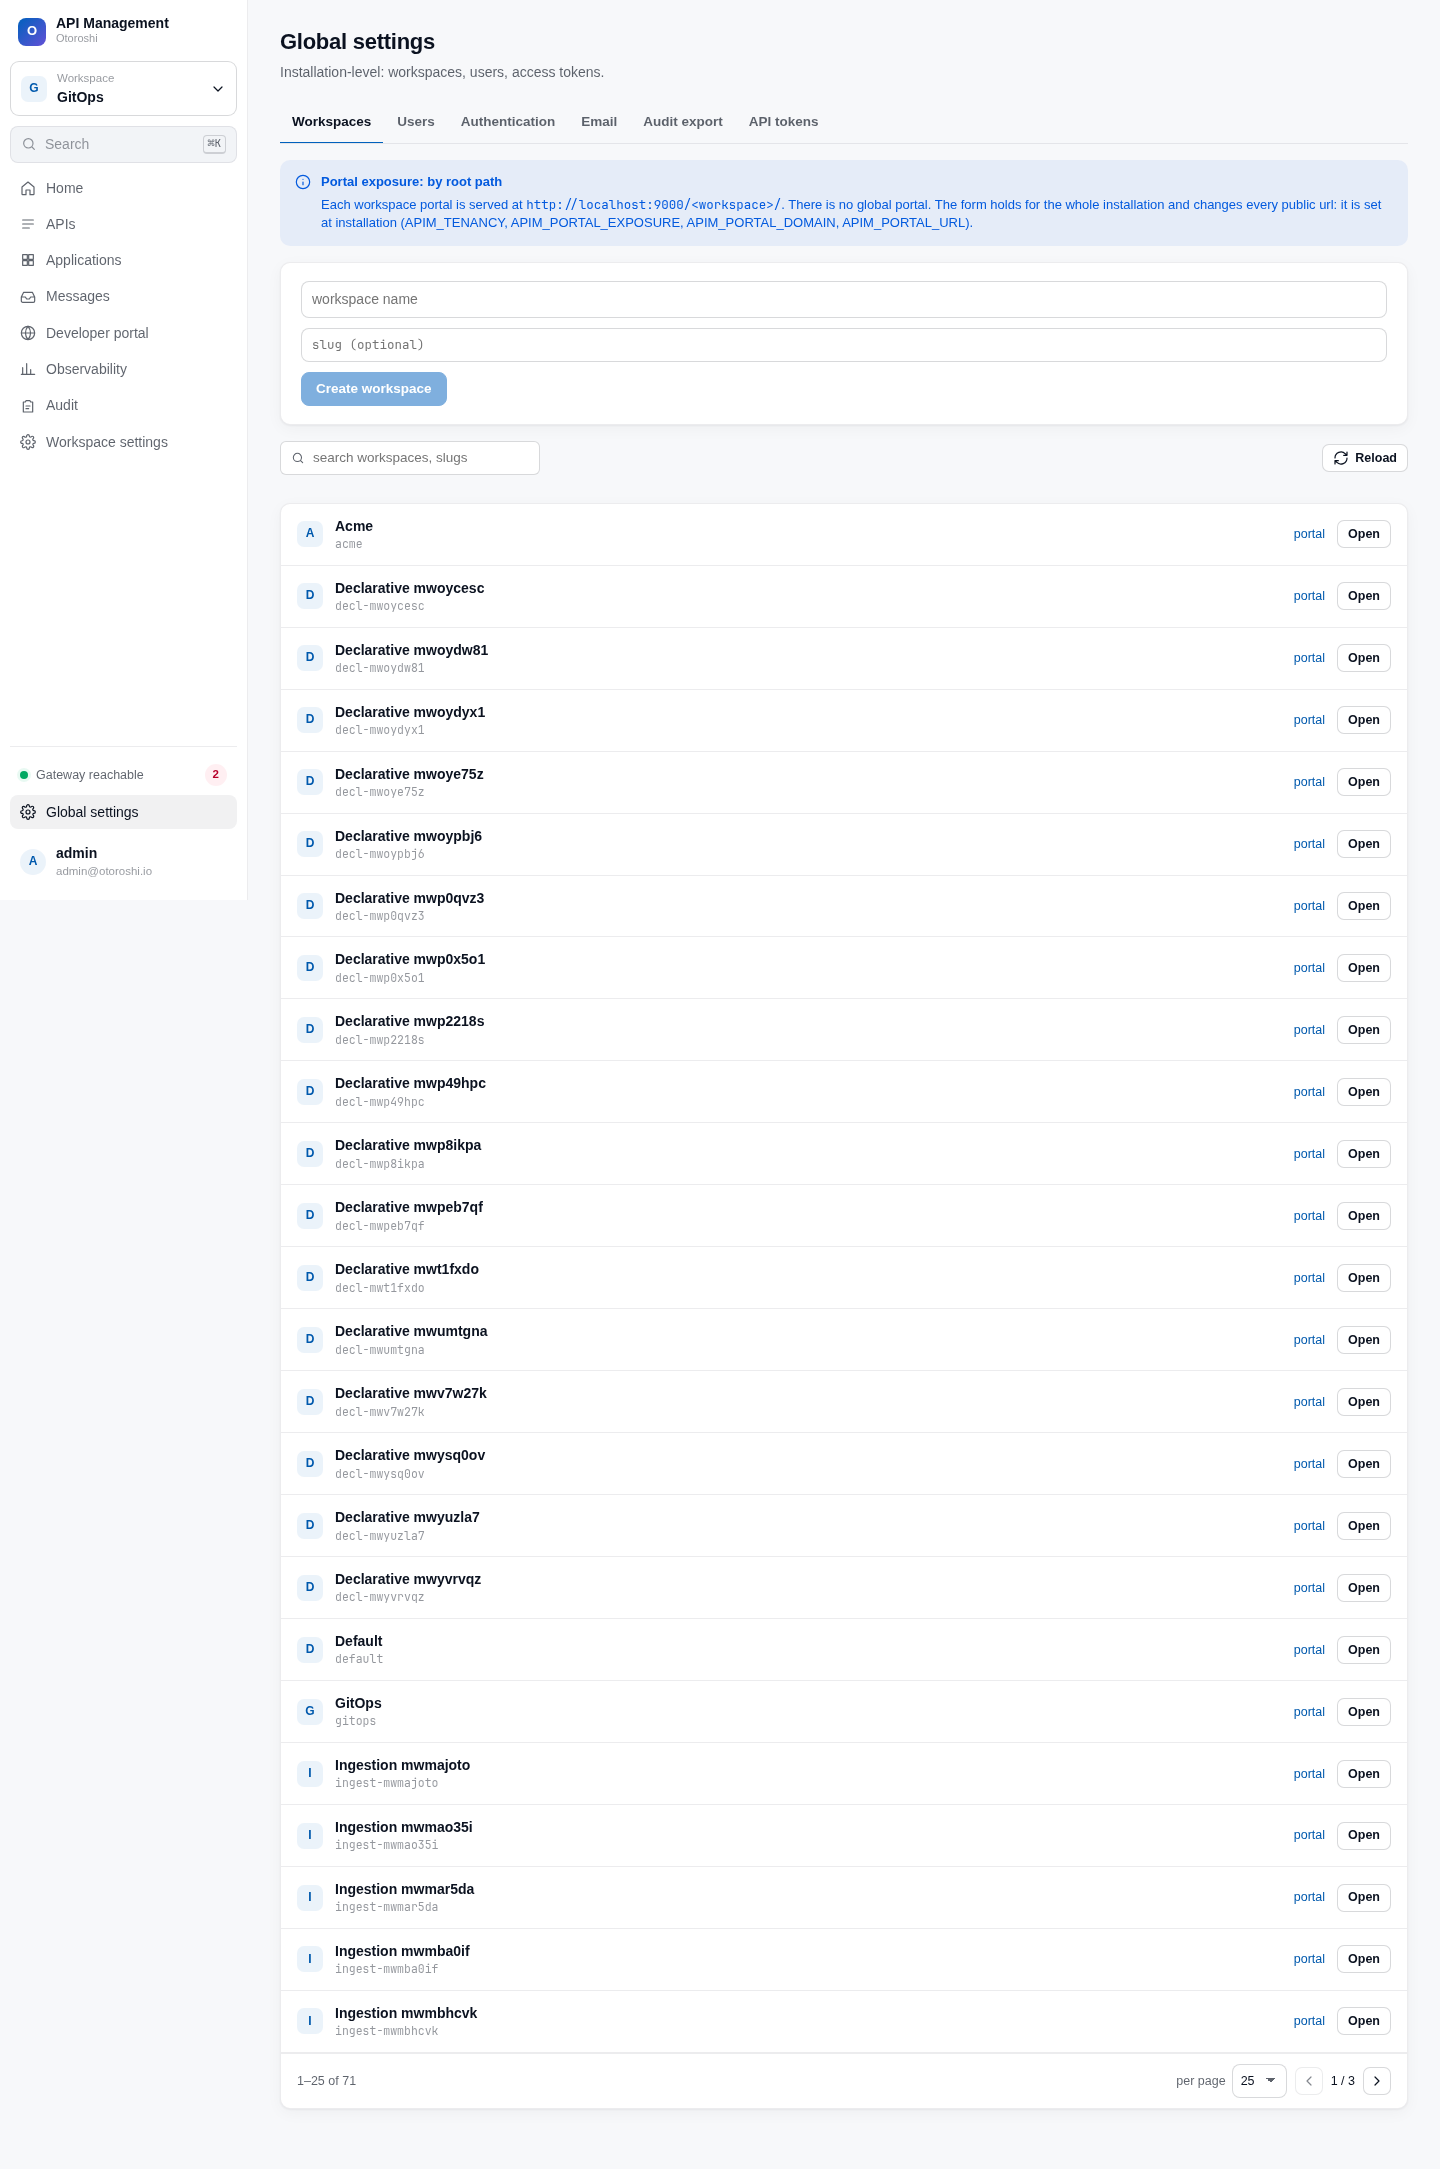 O
API Management
Otoroshi
G
Workspace
GitOps
Search
⌘K
Home
APIs
Applications
Messages
Developer portal
Observability
Audit
Workspace settings
Gateway reachable
2
Global settings
A
admin
admin@otoroshi.io
Global settings
Installation-level: workspaces, users, access tokens.
Workspaces Users Authentication Email Audit export API tokens
Portal exposure: by root path
Each workspace portal is served at http://localhost:9000/<workspace>/. There is no global portal. The form holds for the whole installation and changes every public url: it is set
at installation (APIM_TENANCY, APIM_PORTAL_EXPOSURE, APIM_PORTAL_DOMAIN, APIM_PORTAL_URL).
workspace name
slug (optional)
Create workspace
search workspaces, slugs
Reload
A Acme portal Open
acme
D Declarative mwoycesc portal Open
decl-mwoycesc
D Declarative mwoydw81 portal Open
decl-mwoydw81
D Declarative mwoydyx1 portal Open
decl-mwoydyx1
D Declarative mwoye75z portal Open
decl-mwoye75z
D Declarative mwoypbj6 portal Open
decl-mwoypbj6
D Declarative mwp0qvz3 portal Open
decl-mwp0qvz3
D Declarative mwp0x5o1 portal Open
decl-mwp0x5o1
D Declarative mwp2218s portal Open
decl-mwp2218s
D Declarative mwp49hpc portal Open
decl-mwp49hpc
D Declarative mwp8ikpa portal Open
decl-mwp8ikpa
D Declarative mwpeb7qf portal Open
decl-mwpeb7qf
D Declarative mwt1fxdo portal Open
decl-mwt1fxdo
D Declarative mwumtgna portal Open
decl-mwumtgna
D Declarative mwv7w27k portal Open
decl-mwv7w27k
D Declarative mwysq0ov portal Open
decl-mwysq0ov
D Declarative mwyuzla7 portal Open
decl-mwyuzla7
D Declarative mwyvrvqz portal Open
decl-mwyvrvqz
D Default portal Open
default
G GitOps portal Open
gitops
I Ingestion mwmajoto portal Open
ingest-mwmajoto
I Ingestion mwmao35i portal Open
ingest-mwmao35i
I Ingestion mwmar5da portal Open
ingest-mwmar5da
I Ingestion mwmba0if portal Open
ingest-mwmba0if
I Ingestion mwmbhcvk portal Open
ingest-mwmbhcvk
1–25 of 71 per page 25 1 / 3